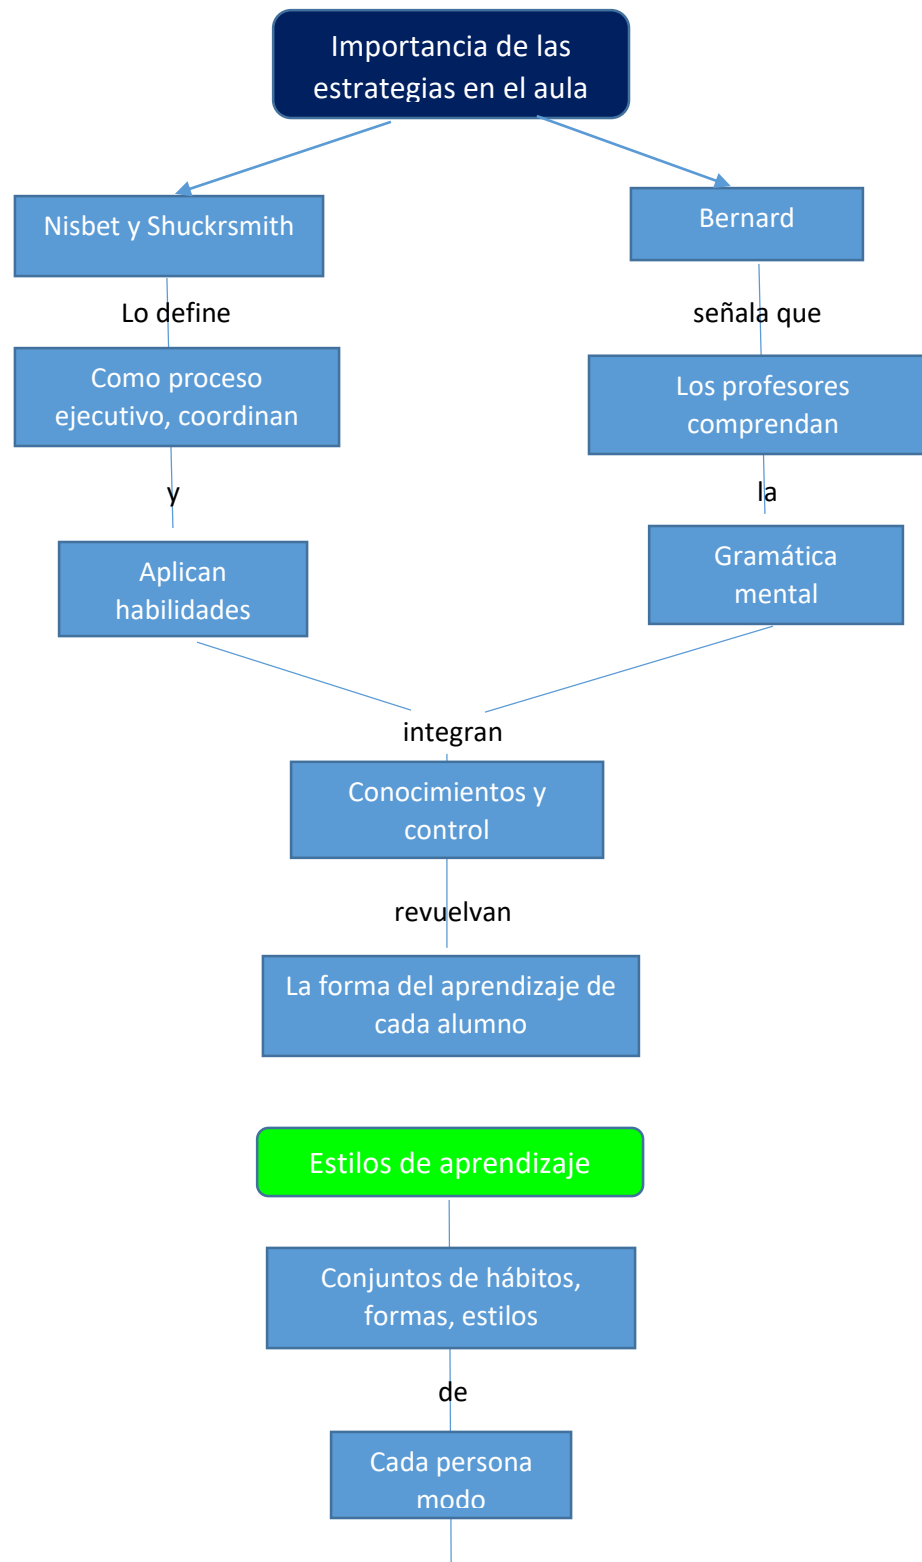 Importancia de las
estrategias en el aula
Nisbet y Shuckrsmith
Bernard
Lo define
señala que
Como proceso
ejecutivo, coordinan
Los profesores
comprendan
y
la
Aplican
habilidades
Gramática
mental
integran
Conocimientos y
control
revuelvan
La forma del aprendizaje de
cada alumno
Estilos de aprendizaje
Conjuntos de hábitos,
formas, estilos
de
Cada persona
modo